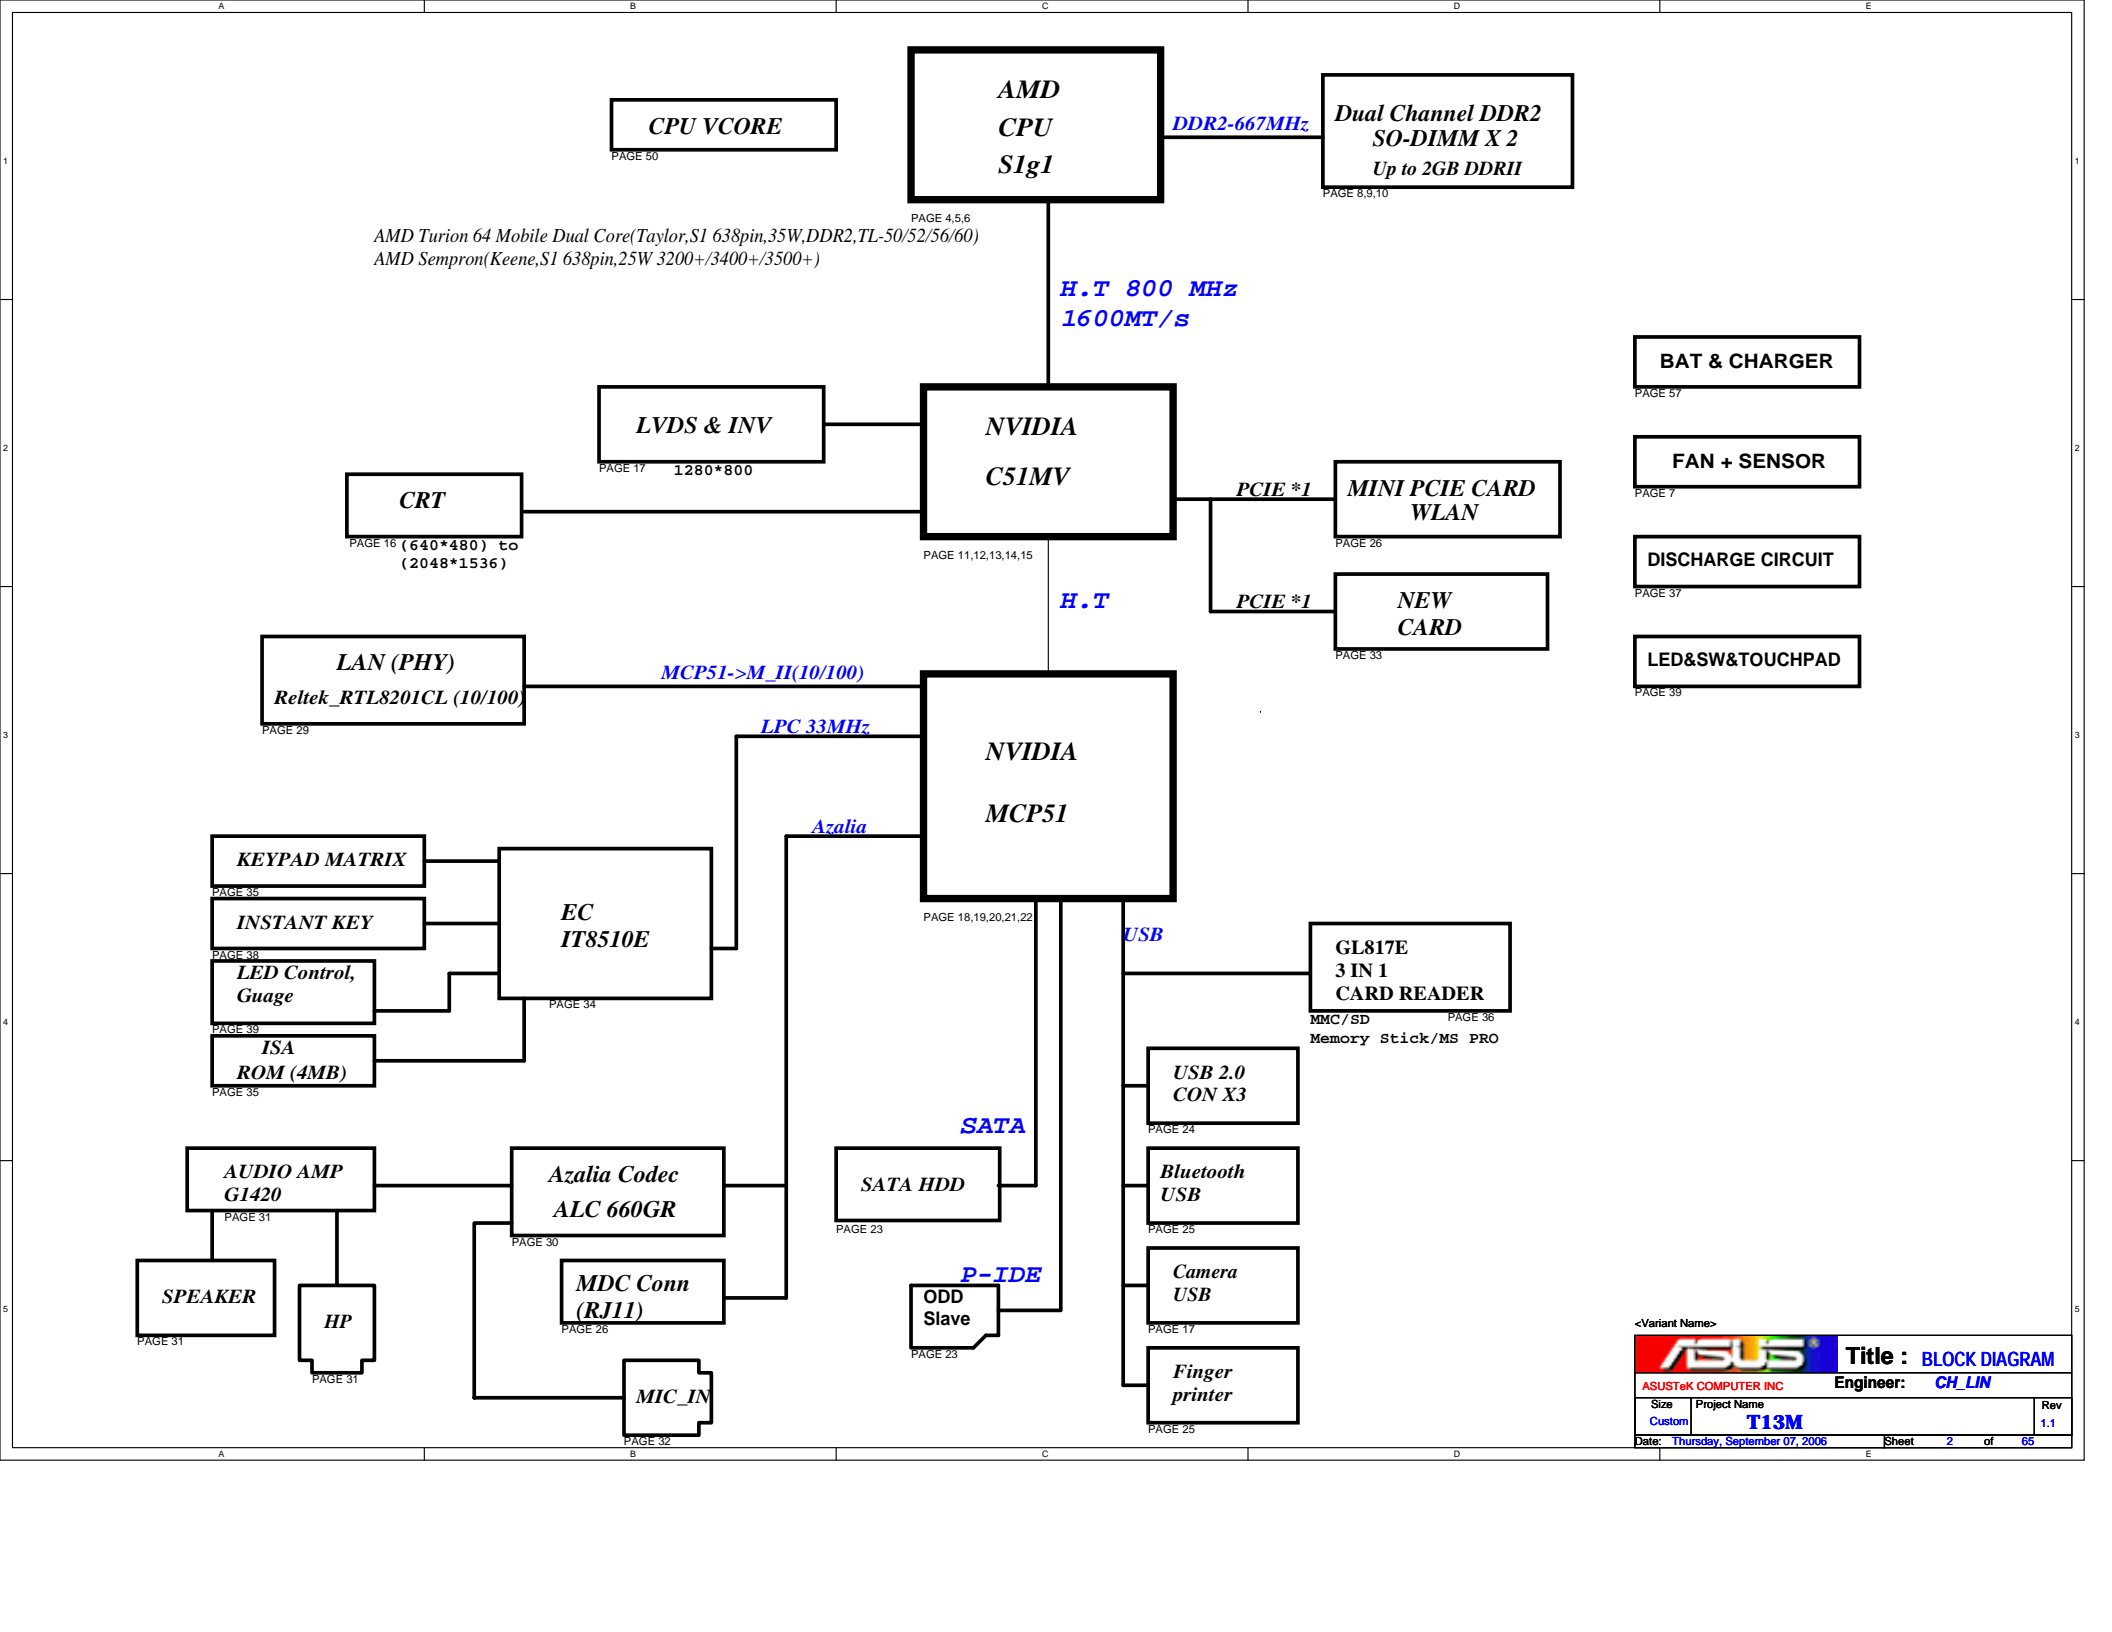 A B C D E
AMD
CPU
S1g1
PAGE 4,5,6
CPU VCORE
PAGE 50
DDR2-667MHz
Dual Channel DDR2
SO-DIMM X 2
Up to 2GB DDRII
PAGE 8,9,10
1 1
AMD Turion 64 Mobile Dual Core(Taylor,S1 638pin,35W,DDR2,TL-50/52/56/60)
AMD Sempron(Keene,S1 638pin,25W 3200+/3400+/3500+)
H.T 800 MHz
1600MT/s
BAT & CHARGER
PAGE 57
LVDS & INV
PAGE 17
1280*800
NVIDIA
C51MV
PAGE 11,12,13,14,15
2 2
FAN + SENSOR
PAGE 7
CRT
PAGE 16
(640*480) to
(2048*1536)
PCIE *1
MINI PCIE CARD
WLAN
PAGE 26
DISCHARGE CIRCUIT
PAGE 37
H.T
PCIE *1
NEW
CARD
PAGE 33
LED&SW&TOUCHPAD
PAGE 39
LAN (PHY)
Reltek_RTL8201CL (10/100)
PAGE 29
MCP51->M_II(10/100)
LPC 33MHz
3 3
NVIDIA
MCP51
PAGE 18,19,20,21,22
Azalia
KEYPAD MATRIX
PAGE 35
INSTANT KEY
PAGE 38
LED Control,
Guage
PAGE 39
ISA
ROM (4MB)
PAGE 35
EC
IT8510E
PAGE 34
USB
GL817E
3 IN 1
CARD READER
PAGE 36
MMC/SD
Memory Stick/MS PRO
4 4
USB 2.0
CON X3
PAGE 24
SATA
AUDIO AMP
G1420
PAGE 31
Azalia Codec
ALC 660GR
PAGE 30
SATA HDD
PAGE 23
Bluetooth
USB
PAGE 25
SPEAKER
PAGE 31
HP
PAGE 31
MDC Conn
(RJ11)
PAGE 26
P-IDE
ODD
Slave
PAGE 23
Camera
USB
PAGE 17
5 5
MIC_IN
PAGE 32
Finger
printer
PAGE 25
<Variant Name>
ASUS®
Title : BLOCK DIAGRAM
ASUSTeK COMPUTER INC
Engineer: CH_LIN
Size Project Name Rev
Custom T13M 1.1
Date: Thursday, September 07, 2006 Sheet 2 of 65
A B C D E